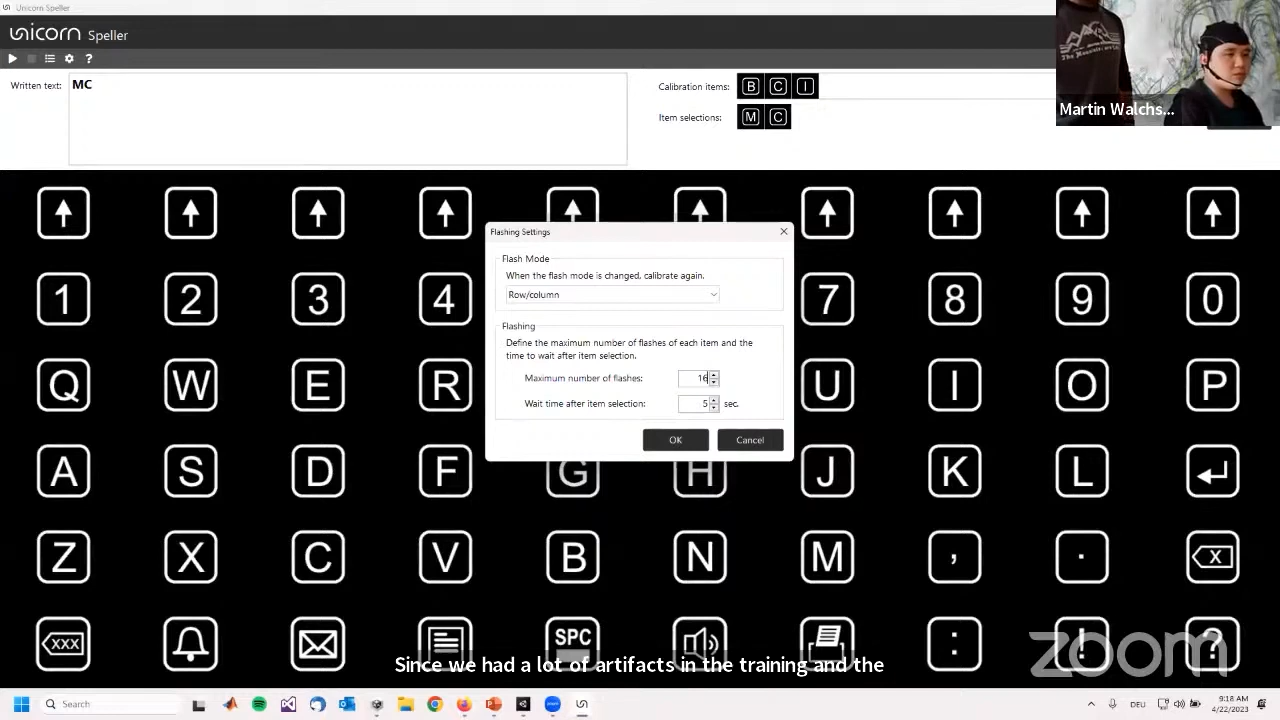 Unicorn Speller
unicorn Speller
?
Written text: MC
Calibration items: B C I
Item selections: M C
Martin Walchs...
Flashing Settings
Flash Mode
When the flash mode is changed, calibrate again.
Row/column
Flashing
Define the maximum number of flashes of each item and the
time to wait after item selection.
Maximum number of flashes: 16
Wait time after item selection: 5 sec.
OK Cancel
1 2 3 4 7 8 9 0
Q W E R U I O P
A S D F G H J K L
Z X C V B N M , . X
XXX SPC : ! ?
Since we had a lot of artifacts in the training and the
zoom
Search
DEU
9:18 AM
4/22/2023